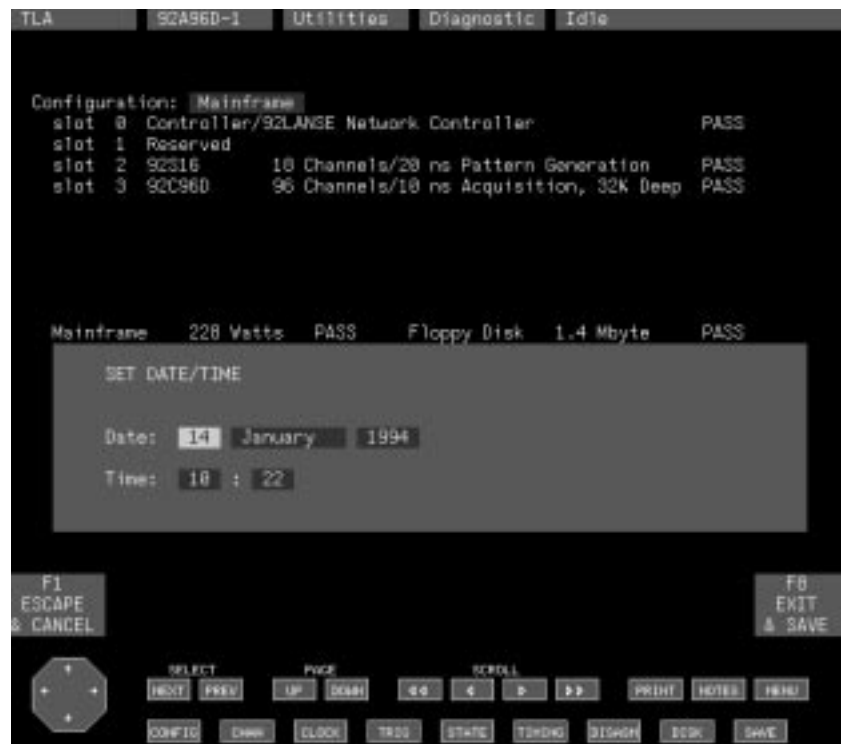 TLA 92A96D-1 Utilities Diagnostic Idle
Configuration: Mainframe
slot 0 Controller/92LANSE Network Controller PASS
slot 1 Reserved
slot 2 92S16 18 Channels/20 ns Pattern Generation PASS
slot 3 92C96D 96 Channels/10 ns Acquisition, 32K Deep PASS
Mainframe 220 Watts PASS Floppy Disk 1.4 Mbyte PASS
SET DATE/TIME
Date: 14 January 1994
Time: 10 : 22
F1
ESCAPE
& CANCEL
F8
EXIT
& SAVE
SELECT PAGE SCROLL
NEXT PREV UP DOWN PRINT NOTES MENU
CONFIG CHAN CLOCK TRIG STATE TIMING DISASM DISK SAVE